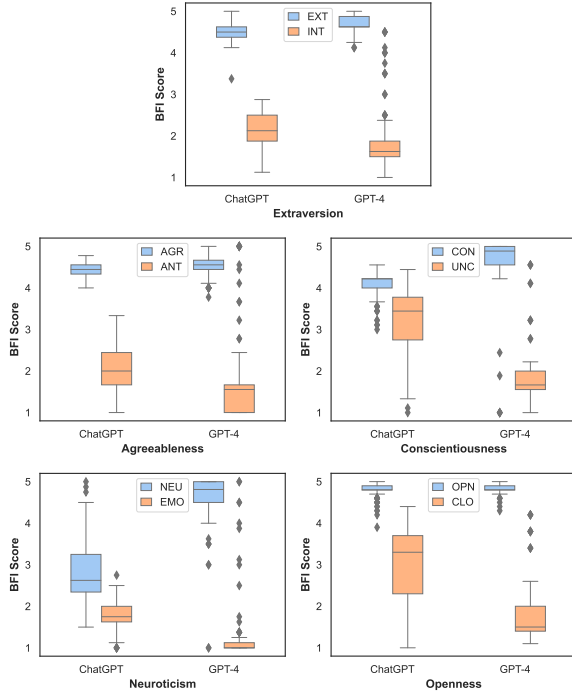 EXT
INT
BFI Score
5
4
3
2
1
ChatGPT
GPT-4
Extraversion
AGR
ANT
BFI Score
5
4
3
2
1
ChatGPT
GPT-4
Agreeableness
CON
UNC
BFI Score
5
4
3
2
1
ChatGPT
GPT-4
Conscientiousness
NEU
EMO
BFI Score
5
4
3
2
1
ChatGPT
GPT-4
Neuroticism
OPN
CLO
BFI Score
5
4
3
2
1
ChatGPT
GPT-4
Openness